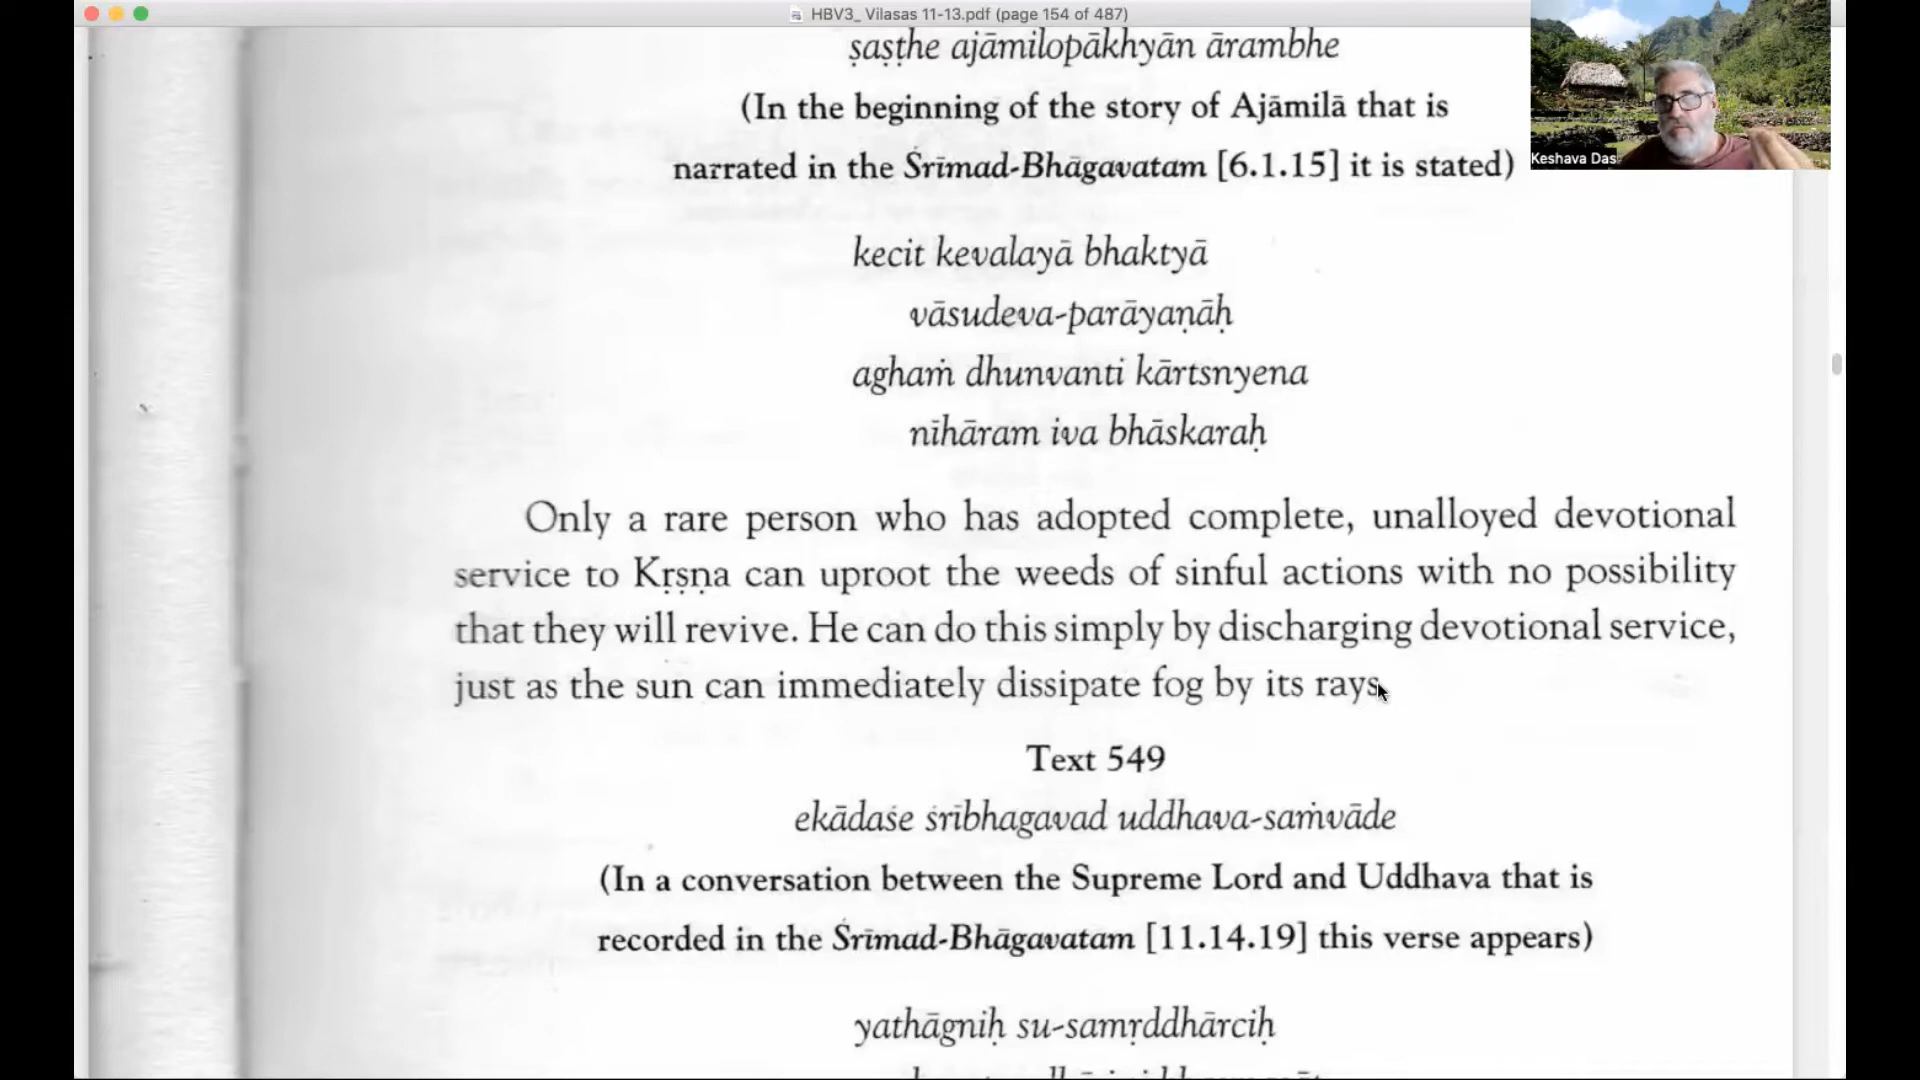 HBV3_ Vilasas 11-13.pdf (page 154 of 487)
ṣaṣṭhe ajāmilopākhyān ārambhe
(In the beginning of the story of Ajāmilā that is
narrated in the Śrīmad-Bhāgavatam [6.1.15] it is stated)
Keshava Das
kecit kevalayā bhaktyā
vāsudeva-parāyaṇāḥ
aghaṁ dhunvanti kārtsnyena
nīhāram iva bhāskaraḥ
Only a rare person who has adopted complete, unalloyed devotional
service to Kṛṣṇa can uproot the weeds of sinful actions with no possibility
that they will revive. He can do this simply by discharging devotional service,
just as the sun can immediately dissipate fog by its rays.
Text 549
ekādaśe śrībhagavad uddhava-saṁvāde
(In a conversation between the Supreme Lord and Uddhava that is
recorded in the Śrīmad-Bhāgavatam [11.14.19] this verse appears)
yathāgniḥ su-samṛddhārciḥ